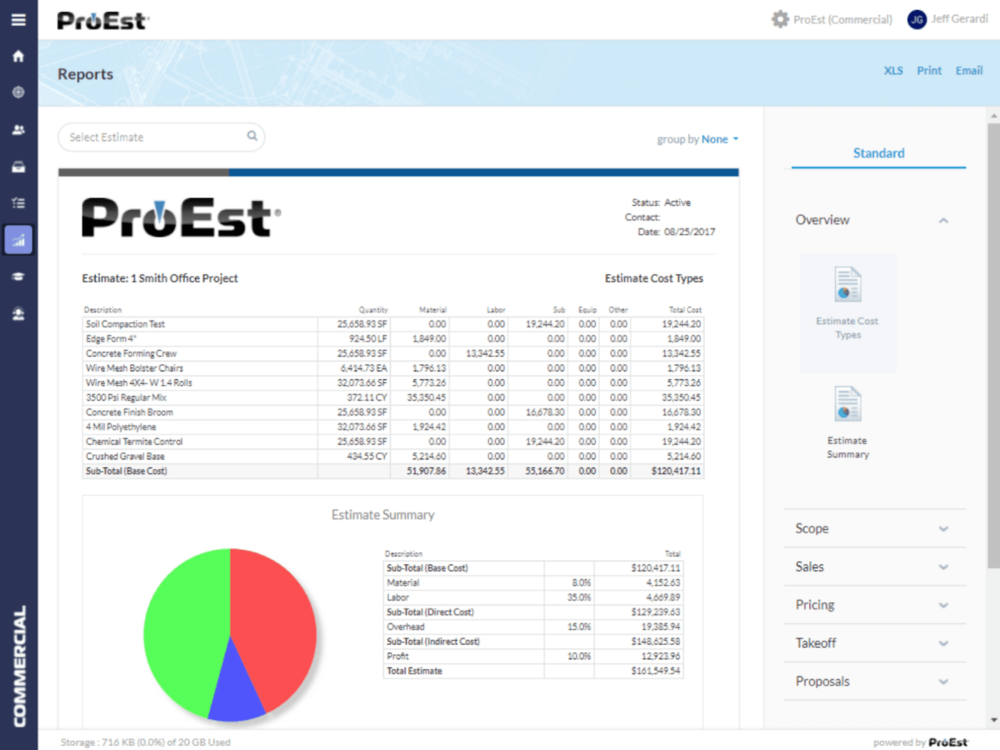 ProEst
ProEst (Commercial)
JG
Jeff Gerardi
Reports
XLS Print Email
Select Estimate
group by None
Standard
ProEst®
Status: Active
Contact:
Date: 08/25/2017
Estimate: 1 Smith Office Project
Estimate Cost Types
Description Quantity Material Labor Sub Equip Other Total Cost
Soil Compaction Test 25,658.93 SF 0.00 0.00 19,244.20 0.00 0.00 19,244.20
Edge Form 4" 924.50 LF 1,849.00 0.00 0.00 0.00 0.00 1,849.00
Concrete Forming Crew 25,658.93 SF 0.00 13,342.55 0.00 0.00 0.00 13,342.55
Wire Mesh Bolster Chairs 6,414.73 EA 1,796.13 0.00 0.00 0.00 0.00 1,796.13
Wire Mesh 4X4- W 1.4 Rolls 32,073.66 SF 5,773.26 0.00 0.00 0.00 0.00 5,773.26
3500 Psi Regular Mix 372.11 CY 35,350.45 0.00 0.00 0.00 0.00 35,350.45
Concrete Finish Broom 25,658.93 SF 0.00 0.00 16,678.30 0.00 0.00 16,678.30
4 Mil Polyethylene 32,073.66 SF 1,924.42 0.00 0.00 0.00 0.00 1,924.42
Chemical Termite Control 25,658.93 SF 0.00 0.00 19,244.20 0.00 0.00 19,244.20
Crushed Gravel Base 434.55 CY 5,214.60 0.00 0.00 0.00 0.00 5,214.60
Sub-Total (Base Cost) 51,907.86 13,342.55 55,166.70 0.00 0.00 $120,417.11
Estimate Summary
Description Total
Sub-Total (Base Cost) $120,417.11
Material 8.0% 4,152.63
Labor 35.0% 4,669.89
Sub-Total (Direct Cost) $129,239.63
Overhead 15.0% 19,385.94
Sub-Total (Indirect Cost) $148,625.58
Profit 10.0% 12,923.96
Total Estimate $161,549.54
Overview
Estimate Cost
Types
Estimate
Summary
Scope
Sales
Pricing
Takeoff
Proposals
COMMERCIAL
Storage : 716 KB (0.0%) of 20 GB Used
powered by ProEst